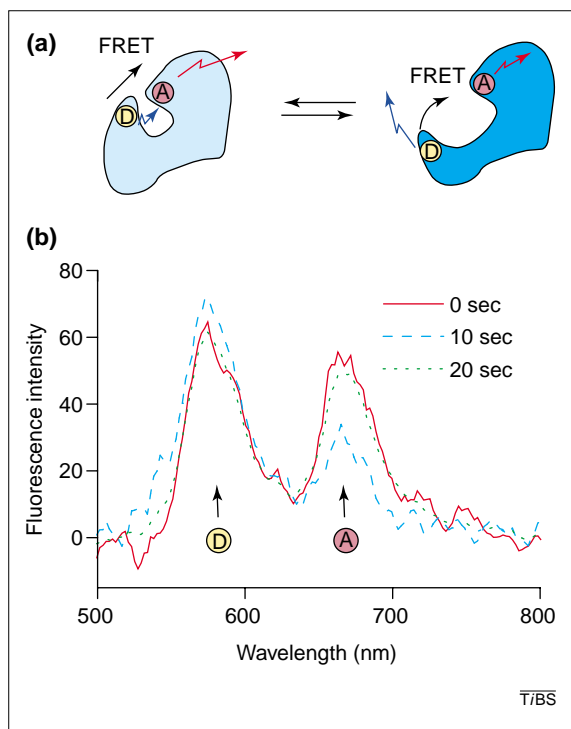 (a)
FRET
A
D
FRET
A
D
(b)
80
60
40
20
0
Fluorescence intensity
0 sec
10 sec
20 sec
D
A
500
600
700
800
Wavelength (nm)
TiBS